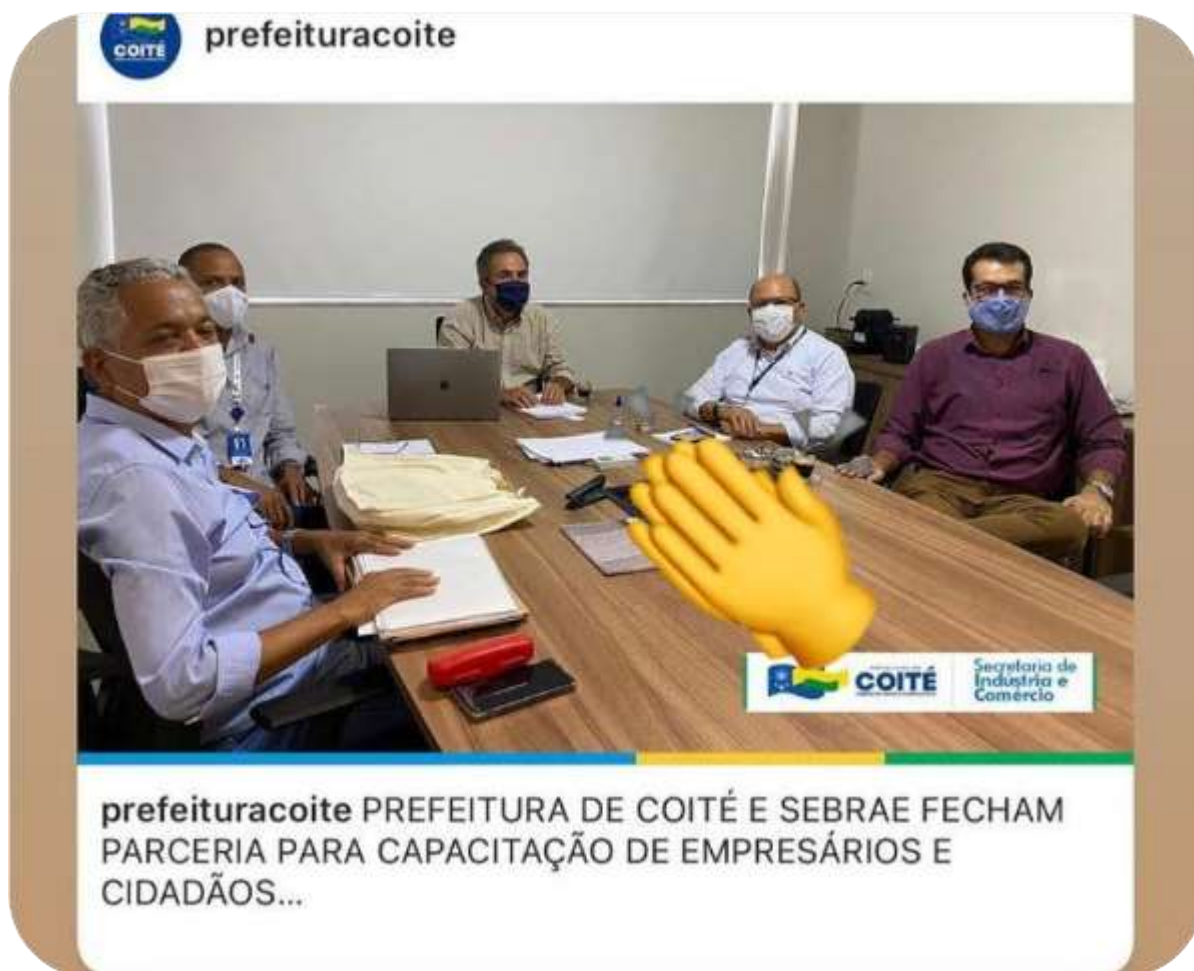 COITÉ
prefeituracoite
COITÉ
Secretaria de
Indústria e
Comércio
prefeituracoite PREFEITURA DE COITÉ E SEBRAE FECHAM
PARCERIA PARA CAPACITAÇÃO DE EMPRESÁRIOS E
CIDADÃOS...